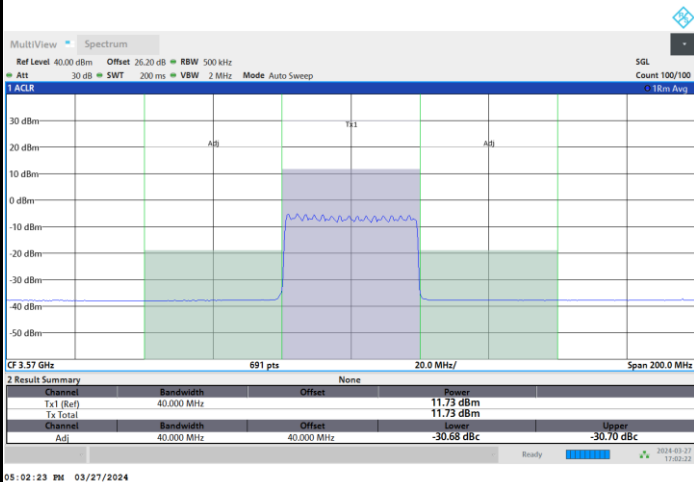 MultiView Spectrum
Ref Level 40.00 dBm Offset 26.20 dB RBW 500 kHz SGL
Att 30 dB SWT 200 ms VBW 2 MHz Mode Auto Sweep Count 100/100
1 ACLR 1Rm Avg
30 dBm
Tx1
20 dBm
Adj Adj
10 dBm
0 dBm
-10 dBm
-20 dBm
-30 dBm
-40 dBm
-50 dBm
CF 3.57 GHz 691 pts 20.0 MHz/ Span 200.0 MHz
2 Result Summary None
Channel Bandwidth Offset Power
Tx1 (Ref) 40.000 MHz 11.73 dBm
Tx Total 11.73 dBm
Channel Bandwidth Offset Lower Upper
Adj 40.000 MHz 40.000 MHz -30.68 dBc -30.70 dBc
Ready 2024-03-27
17:02:22
05:02:23 PM 03/27/2024